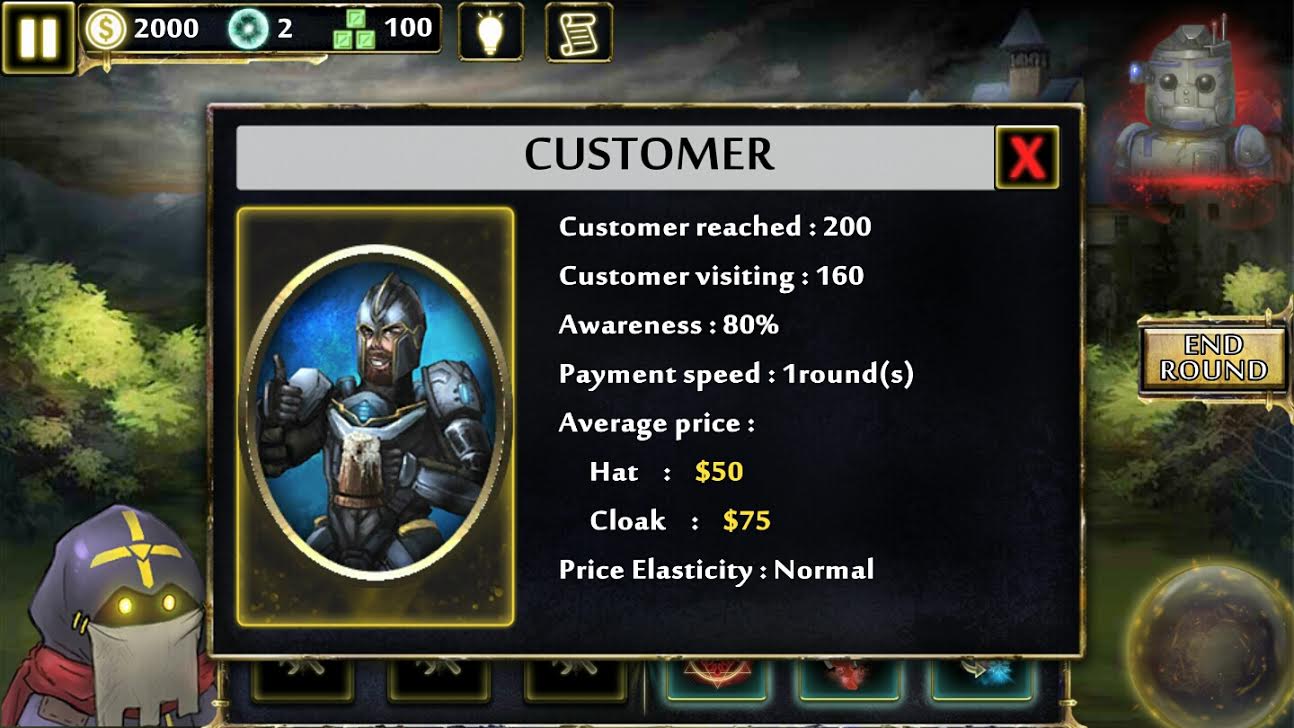 2000
2
100
CUSTOMER
X
Customer reached : 200
Customer visiting : 160
Awareness : 80%
Payment speed : 1round(s)
Average price :
Hat : $50
Cloak : $75
Price Elasticity : Normal
END
ROUND